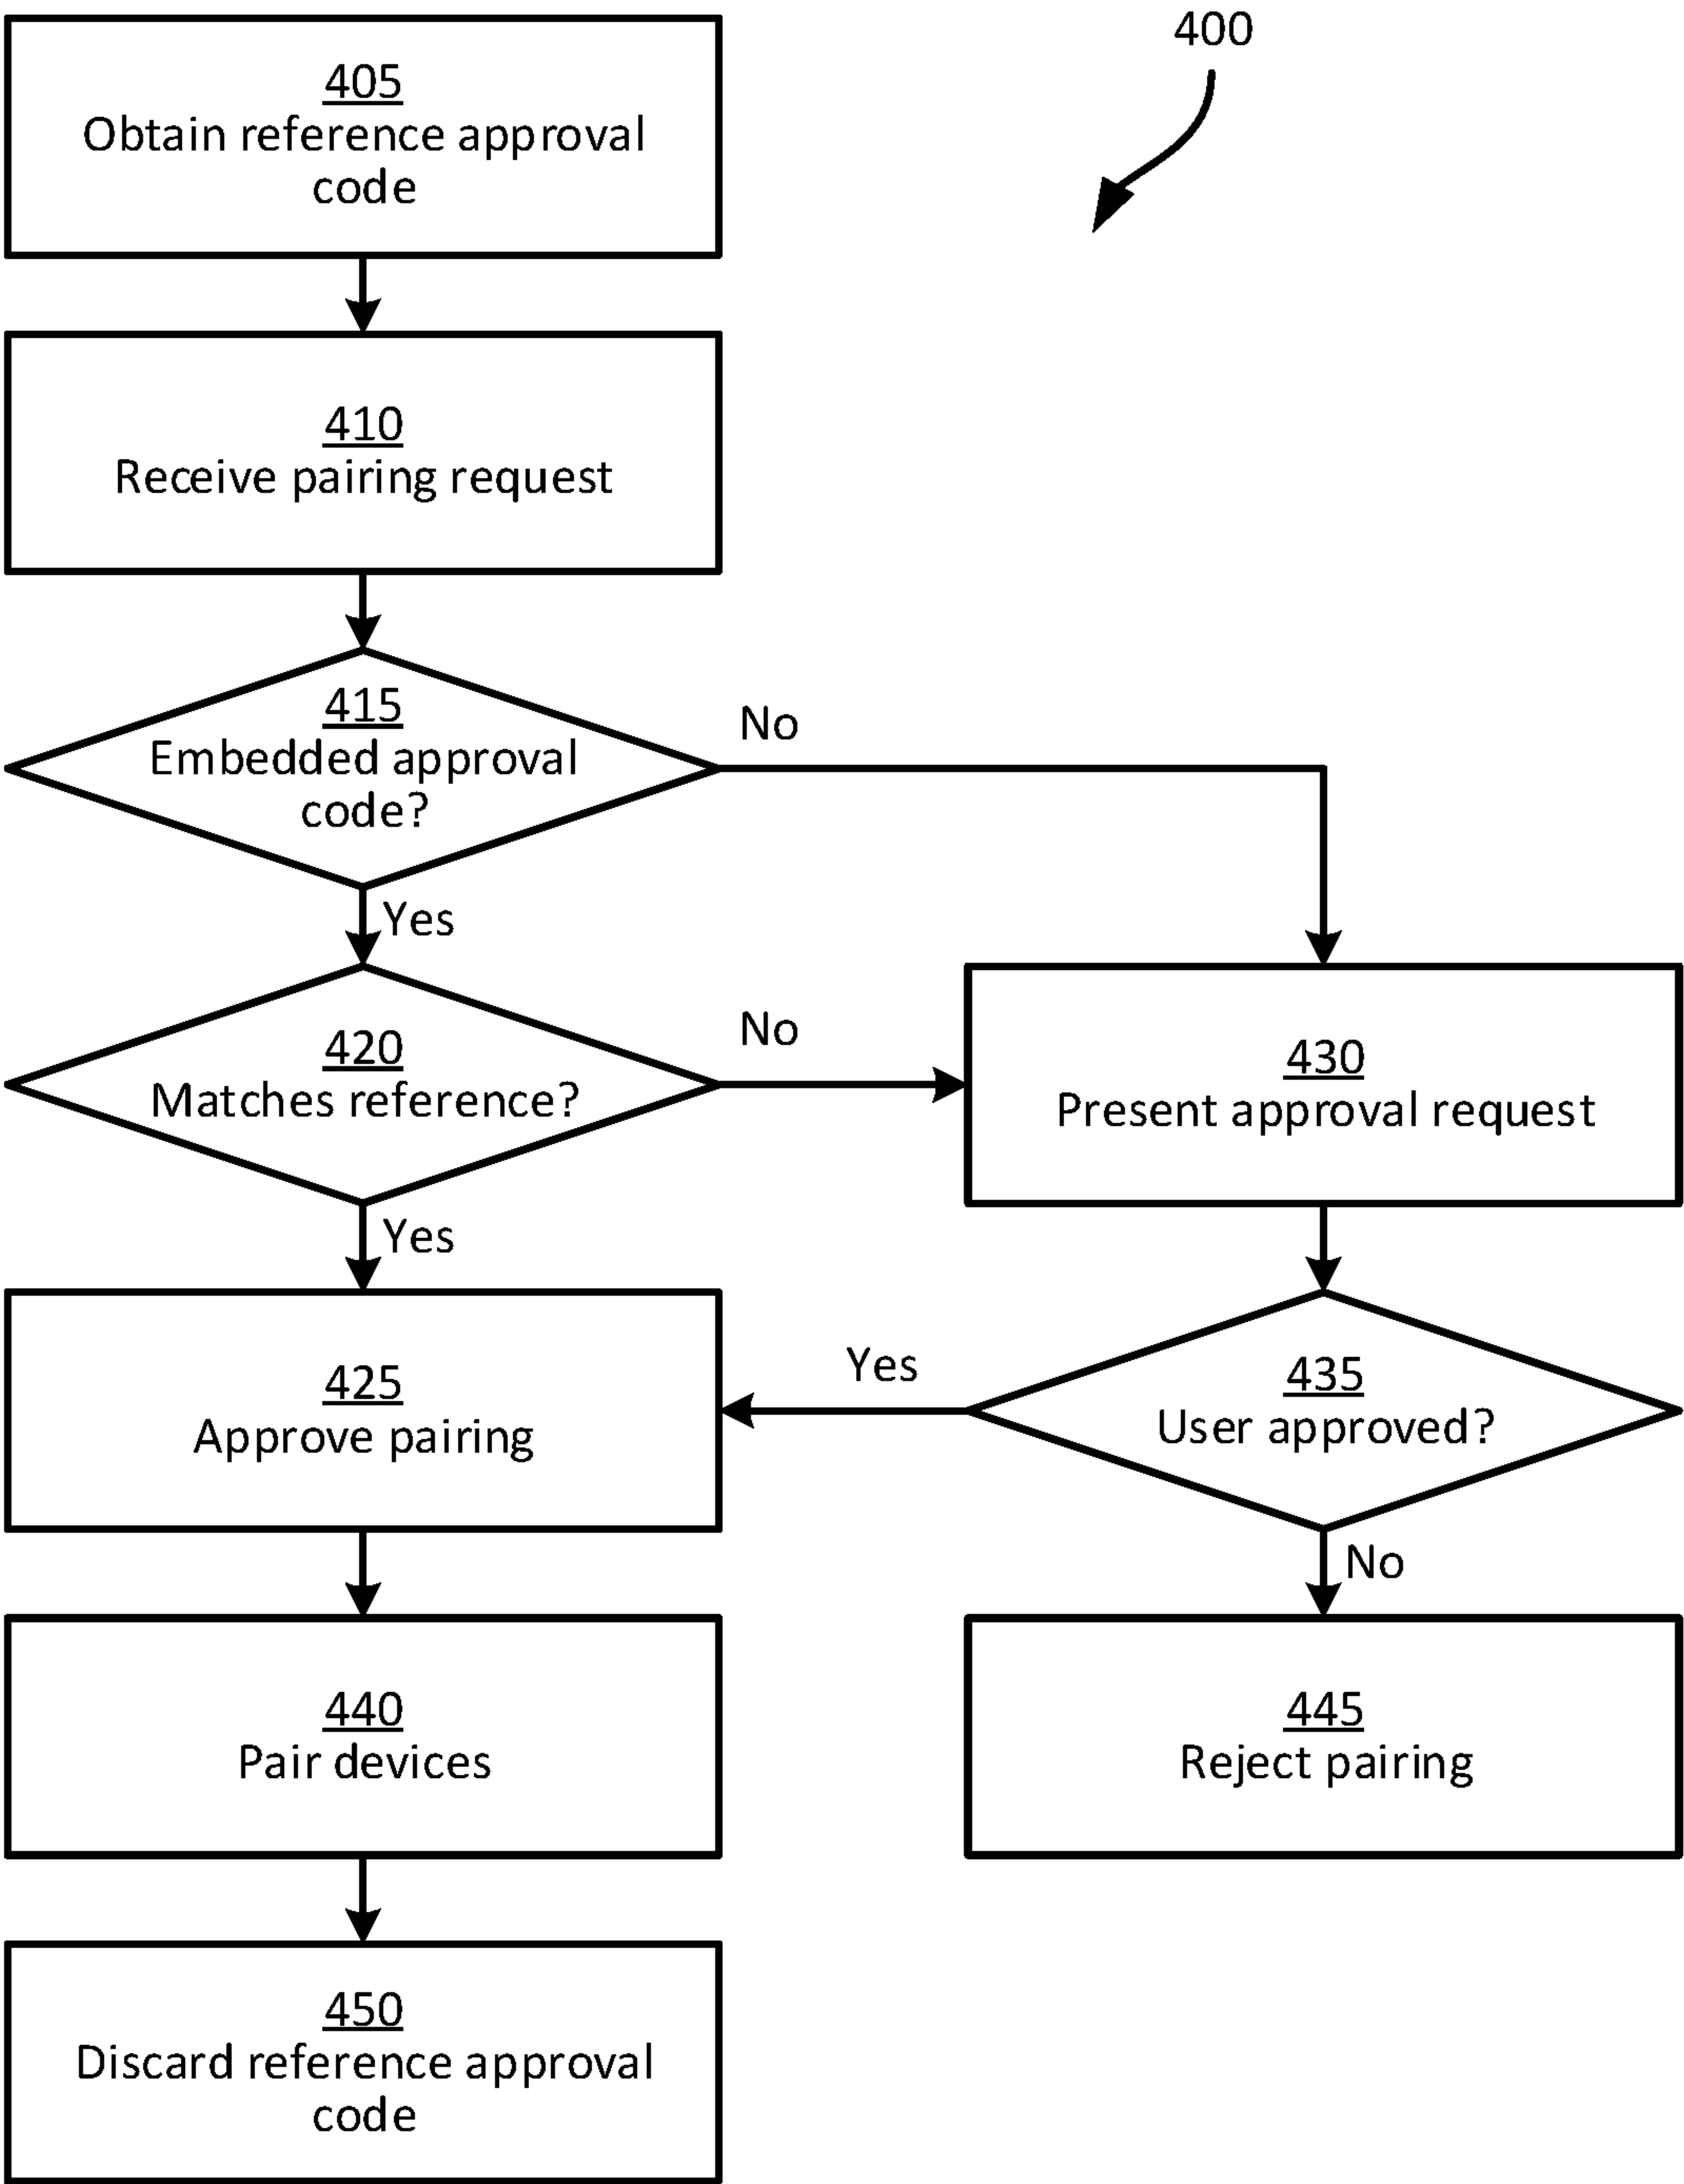 400
405
Obtain reference approval
code
410
Receive pairing request
415
Embedded approval
code?
No
Yes
420
Matches reference?
No
Yes
430
Present approval request
435
User approved?
Yes
No
425
Approve pairing
440
Pair devices
445
Reject pairing
450
Discard reference approval
code